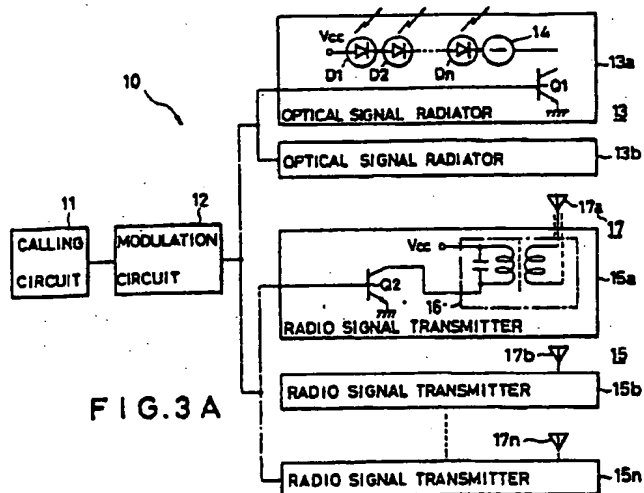 10
Vcc
D1
D2
Dn
14
Q1
13a
OPTICAL SIGNAL RADIATOR
13
OPTICAL SIGNAL RADIATOR
13b
11
CALLING
CIRCUIT
12
MODULATION
CIRCUIT
17a
17
Vcc
Q2
16
15a
RADIO SIGNAL TRANSMITTER
17b
15
RADIO SIGNAL TRANSMITTER
15b
17n
RADIO SIGNAL TRANSMITTER
15n
FIG.3A